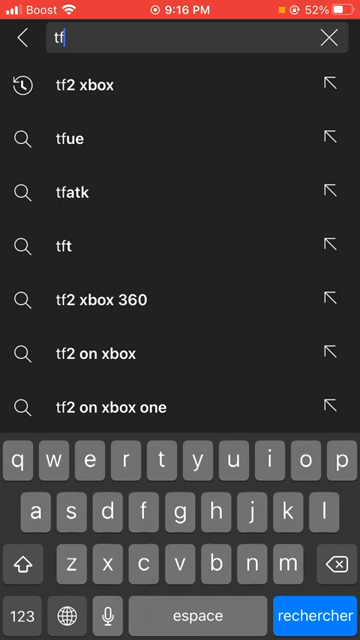 Boost 9:16 PM 52%
tf
tf2 xbox
tfue
tfatk
tft
tf2 xbox 360
tf2 on xbox
tf2 on xbox one
q w e r t y u i o p
a s d f g h j k l
z x c v b n m
123 espace rechercher